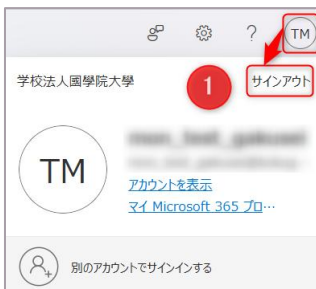 ? TM
学校法人國學院大學 1 サインアウト
TM
アカウントを表示
マイ Microsoft 365 プロ…
別のアカウントでサインインする